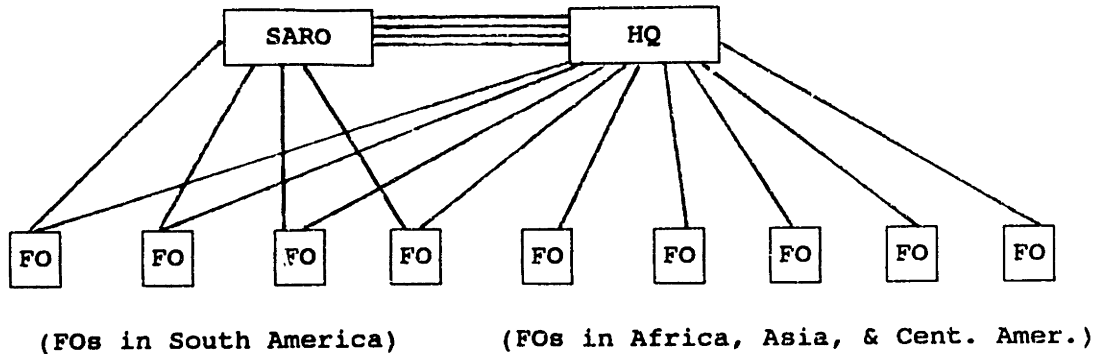 SARO HQ
FO FO FO FO FO FO FO FO FO
(FOs in South America) (FOs in Africa, Asia, & Cent. Amer.)